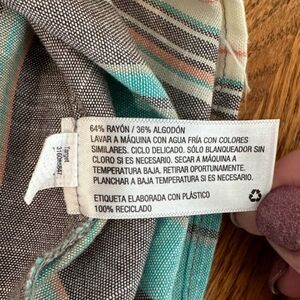 64% RAYÓN / 36% ALGODÓN
LAVAR A MÁQUINA CON AGUA FRÍA CON COLORES
SIMILARES. CICLO DELICADO. SÓLO BLANQUEADOR SIN
CLORO SI ES NECESARIO. SECAR A MÁQUINA A
TEMPERATURA BAJA. RETIRAR OPORTUNAMENTE.
PLANCHAR A BAJA TEMPERATURA SI ES NECESARIO.
ETIQUETA ELABORADA CON PLÁSTICO
100% RECICLADO
Target